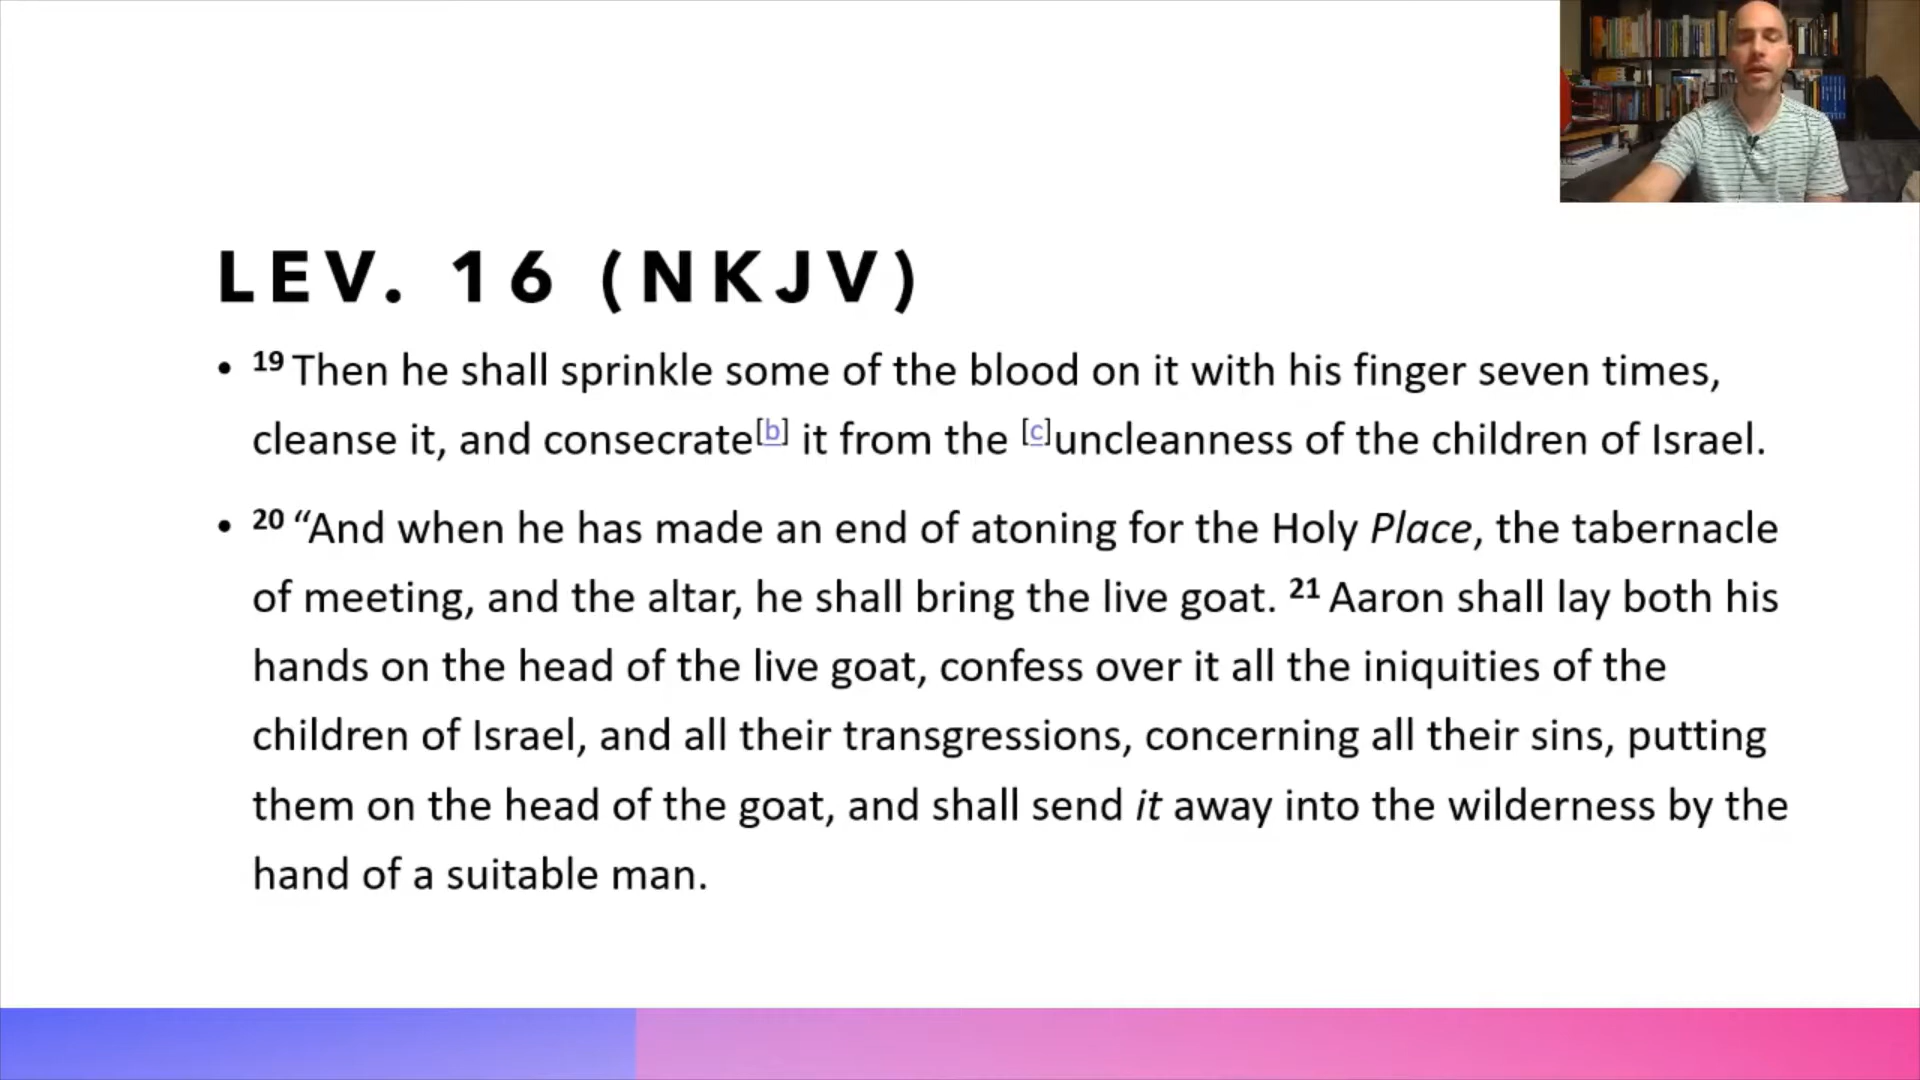 LEV. 16 (NKJV)
• 19 Then he shall sprinkle some of the blood on it with his finger seven times,
cleanse it, and consecrate[b] it from the [c]uncleanness of the children of Israel.
• 20 “And when he has made an end of atoning for the Holy Place, the tabernacle
of meeting, and the altar, he shall bring the live goat. 21 Aaron shall lay both his
hands on the head of the live goat, confess over it all the iniquities of the
children of Israel, and all their transgressions, concerning all their sins, putting
them on the head of the goat, and shall send it away into the wilderness by the
hand of a suitable man.